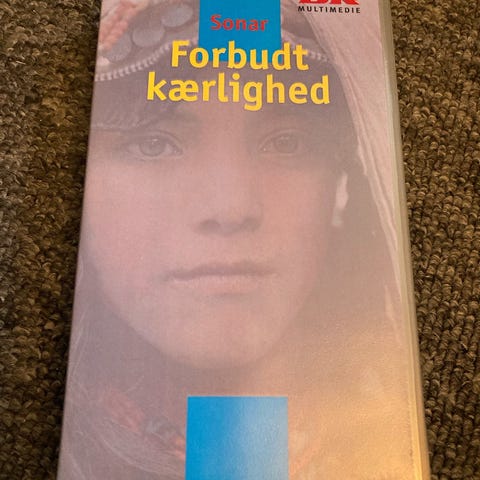 DR
MULTIMEDIE
Sonar
Forbudt
kærlighed